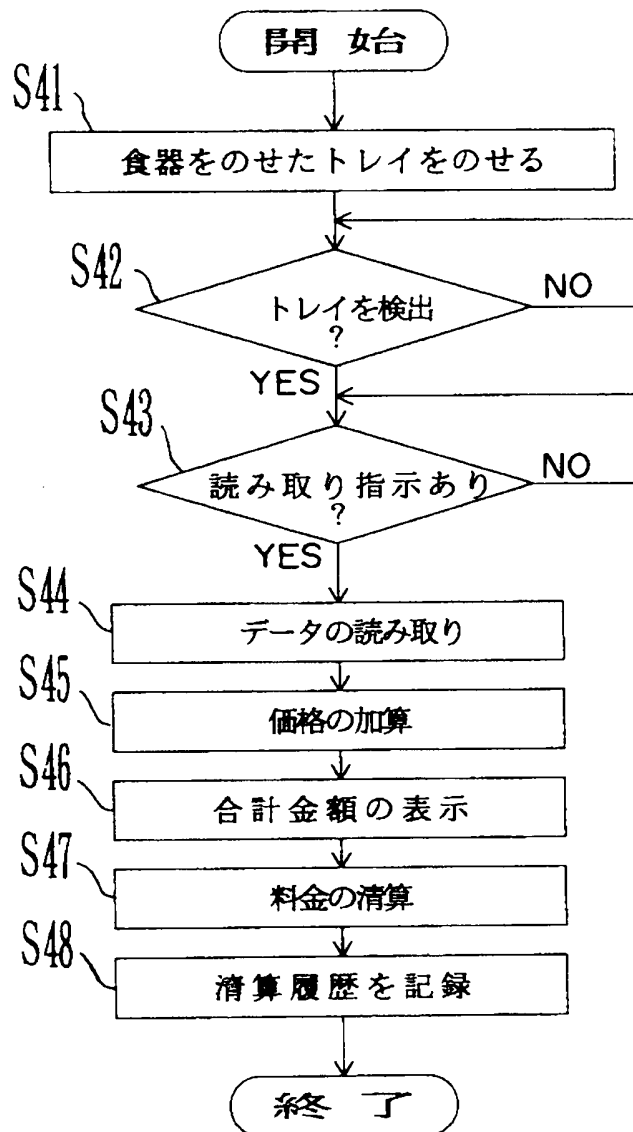 開始
S41
食器をのせたトレイをのせる
S42
トレイを検出
?
NO
YES
S43
読み取り指示あり
?
NO
YES
S44
データの読み取り
S45
価格の加算
S46
合計金額の表示
S47
料金の清算
S48
清算履歴を記録
終了